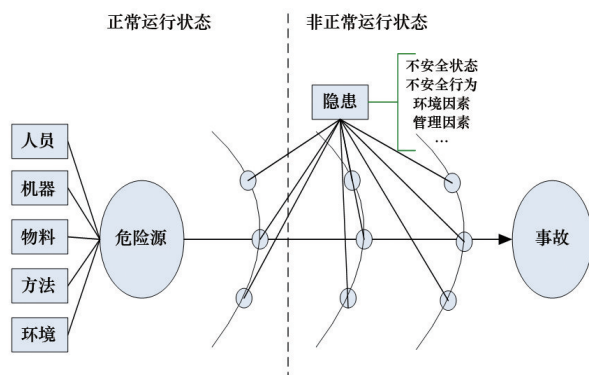 正常运行状态
非正常运行状态
隐患
不安全状态
不安全行为
环境因素
管理因素
...
人员
机器
物料
方法
环境
危险源
事故